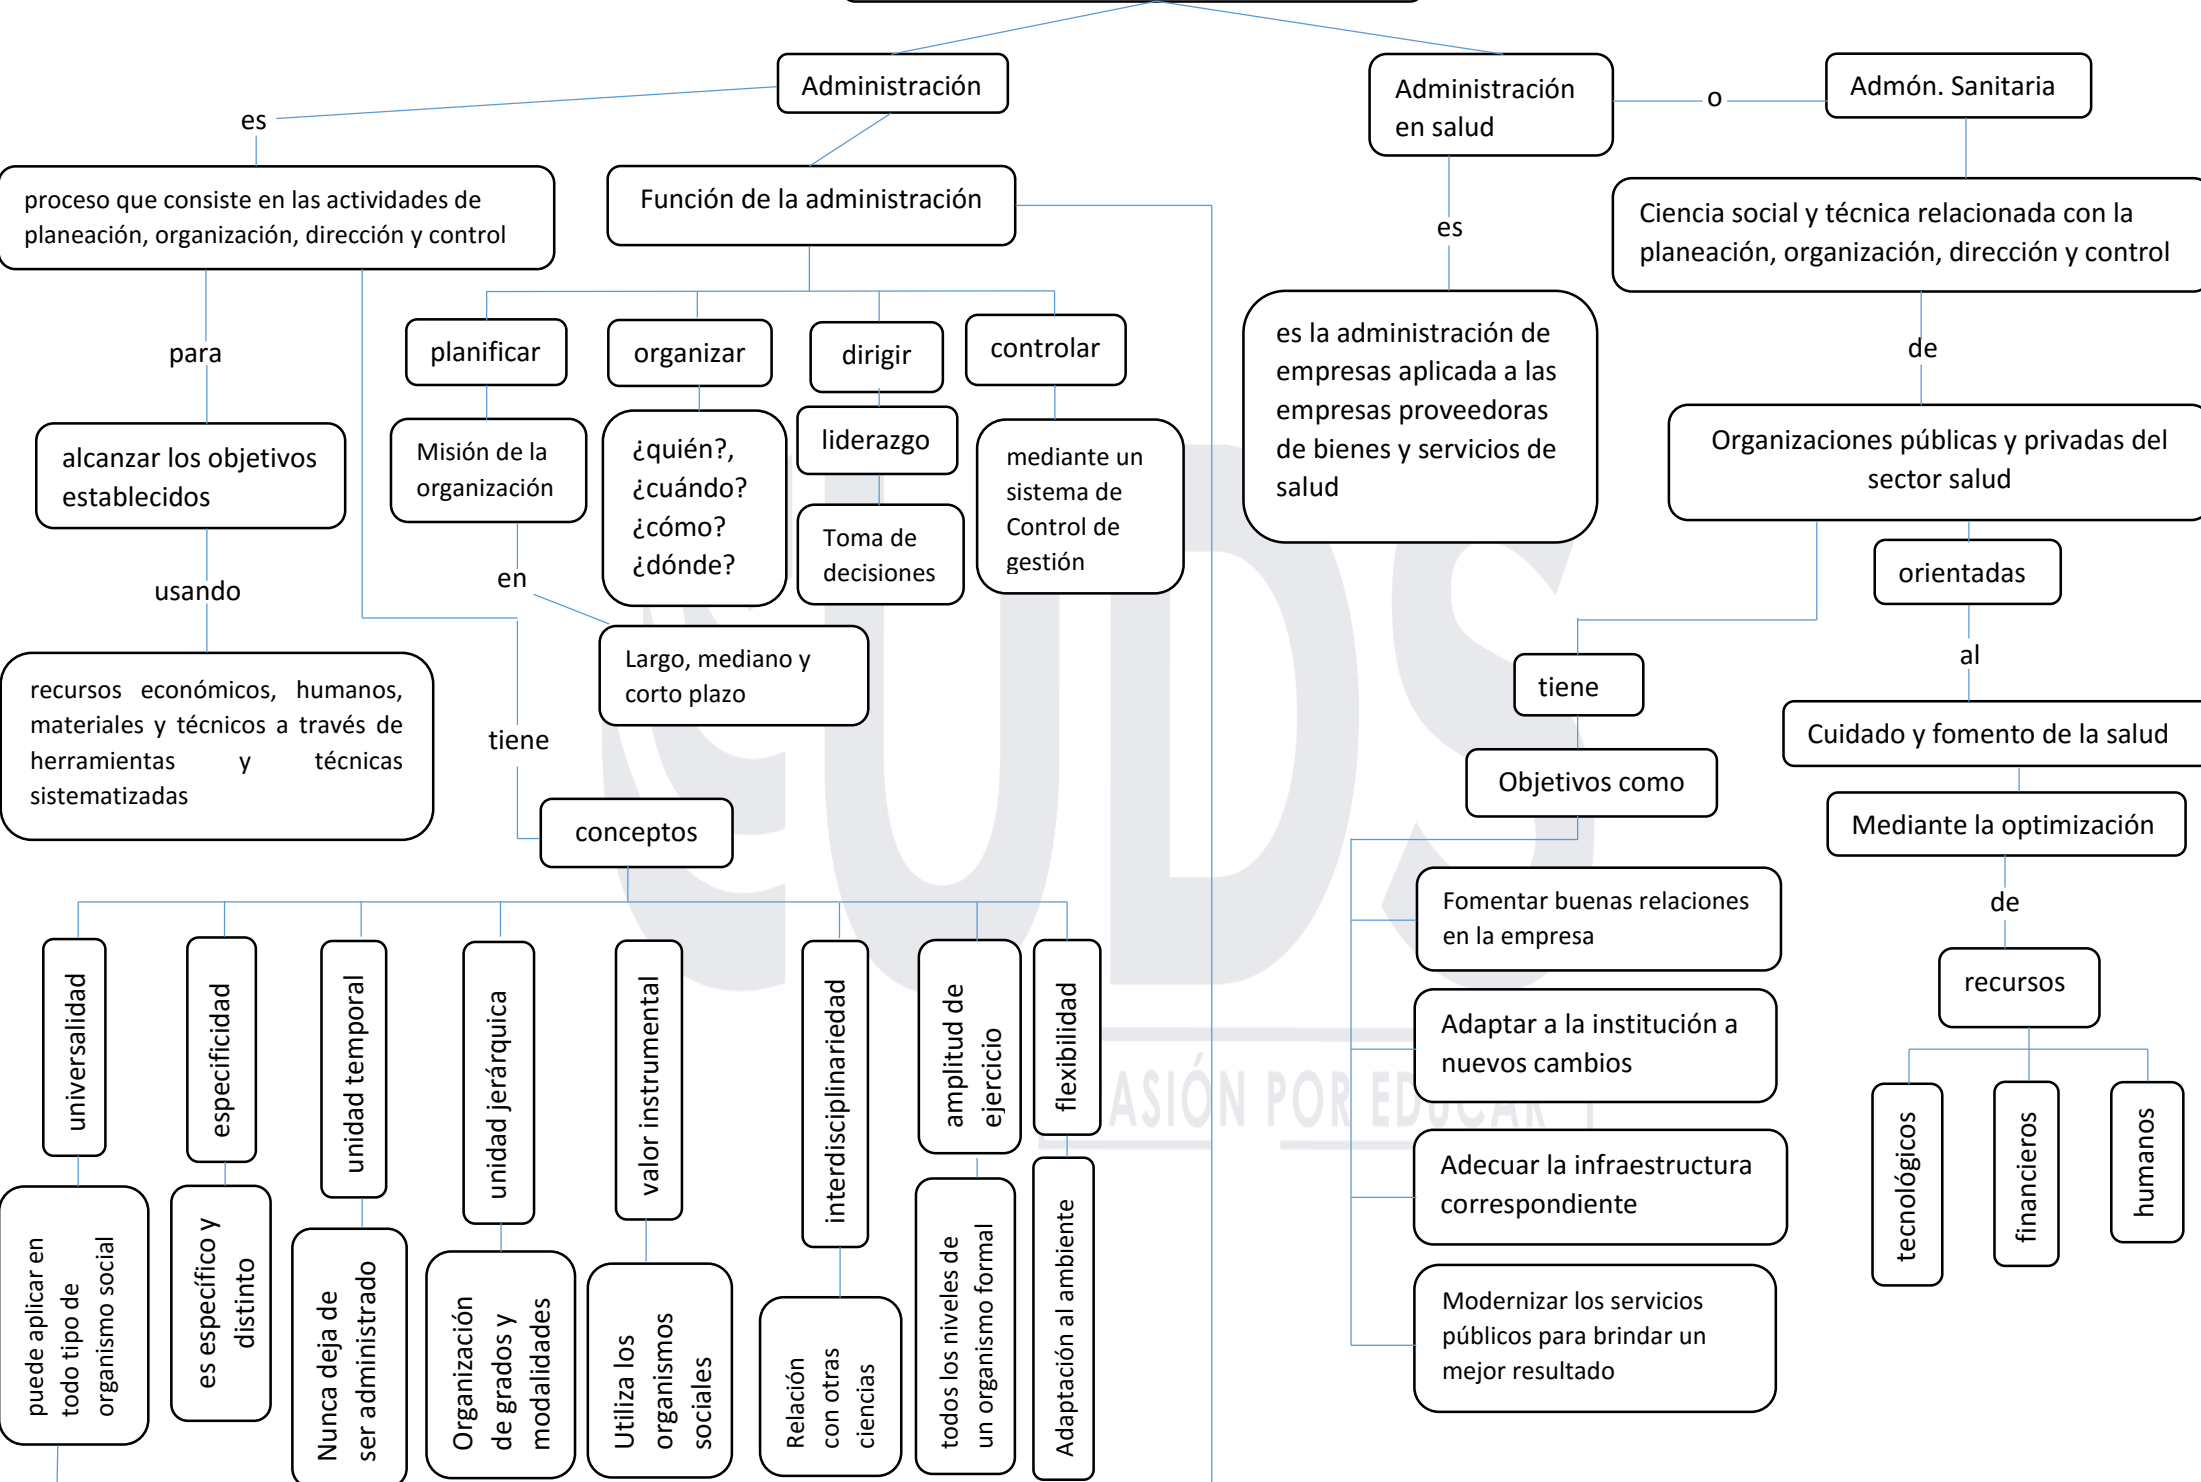 Administración
Administración
en salud
o
Admón. Sanitaria
es
proceso que consiste en las actividades de
planeación, organización, dirección y control
Función de la administración
es
Ciencia social y técnica relacionada con la
planeación, organización, dirección y control
para
planificar
organizar
dirigir
controlar
es la administración de
empresas aplicada a las
empresas proveedoras
de bienes y servicios de
salud
de
alcanzar los objetivos
establecidos
Misión de la
organización
¿quién?,
¿cuándo?
¿cómo?
¿dónde?
liderazgo
Toma de
decisiones
mediante un
sistema de
Control de
gestión
Organizaciones públicas y privadas del
sector salud
usando
en
orientadas
Largo, mediano y
corto plazo
al
tiene
recursos económicos, humanos,
materiales y técnicos a través de
herramientas y técnicas
sistematizadas
tiene
Cuidado y fomento de la salud
Objetivos como
conceptos
Mediante la optimización
de
Fomentar buenas relaciones
en la empresa
recursos
Adaptar a la institución a
nuevos cambios
Adecuar la infraestructura
correspondiente
Modernizar los servicios
públicos para brindar un
mejor resultado
tecnológicos
financieros
humanos
universalidad
especificidad
unidad temporal
unidad jerárquica
valor instrumental
interdisciplinariedad
amplitud de
ejercicio
flexibilidad
puede aplicar en
todo tipo de
organismo social
es específico y
distinto
Nunca deja de
ser administrado
Organización
de grados y
modalidades
Utiliza los
organismos
sociales
Relación
con otras
ciencias
todos los niveles de
un organismo formal
Adaptación al ambiente
UDS
ASIÓN POR EDUCAR